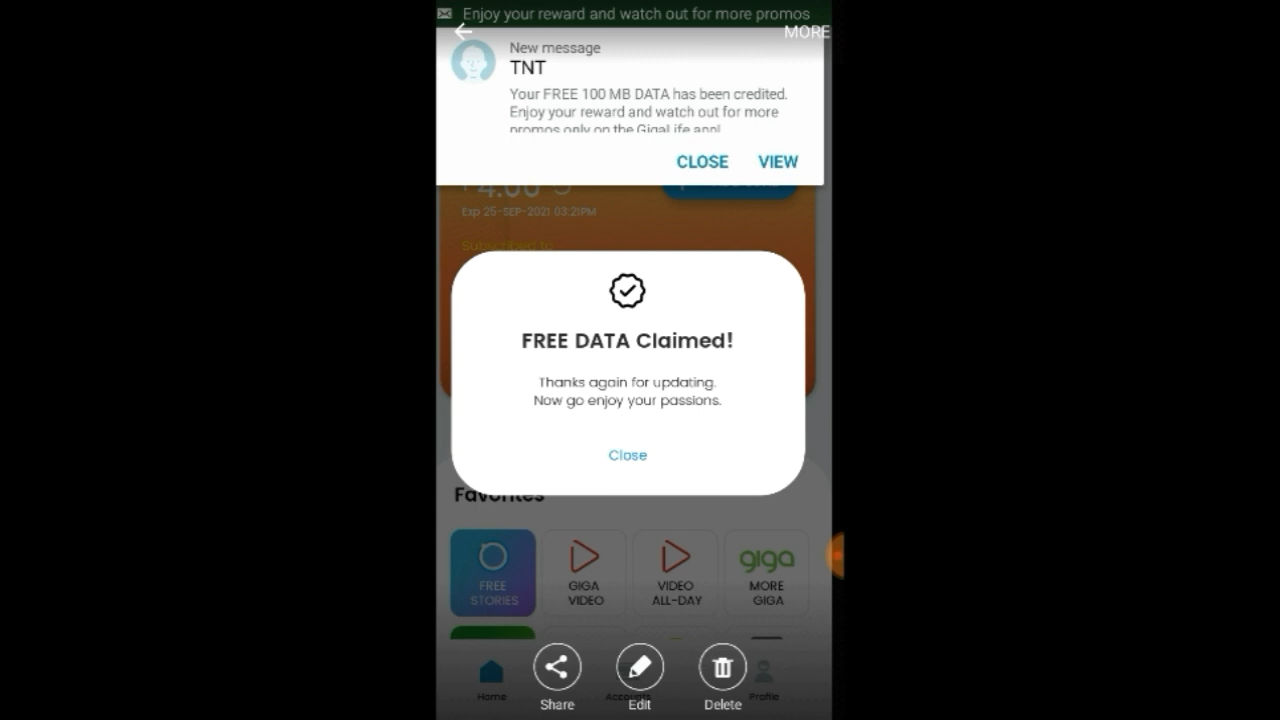 Enjoy your reward and watch out for more promos
MORE
New message
TNT
Your FREE 100 MB DATA has been credited.
Enjoy your reward and watch out for more
promos only on the GigaLife app!
CLOSE VIEW
Exp 25-SEP-2021 03:21PM
Subscribed to
FREE DATA Claimed!
Thanks again for updating.
Now go enjoy your passions.
Close
Favorites
FREE
STORIES
GIGA
VIDEO
VIDEO
ALL-DAY
giga
MORE
GIGA
Home Accounts Profile
Share Edit Delete